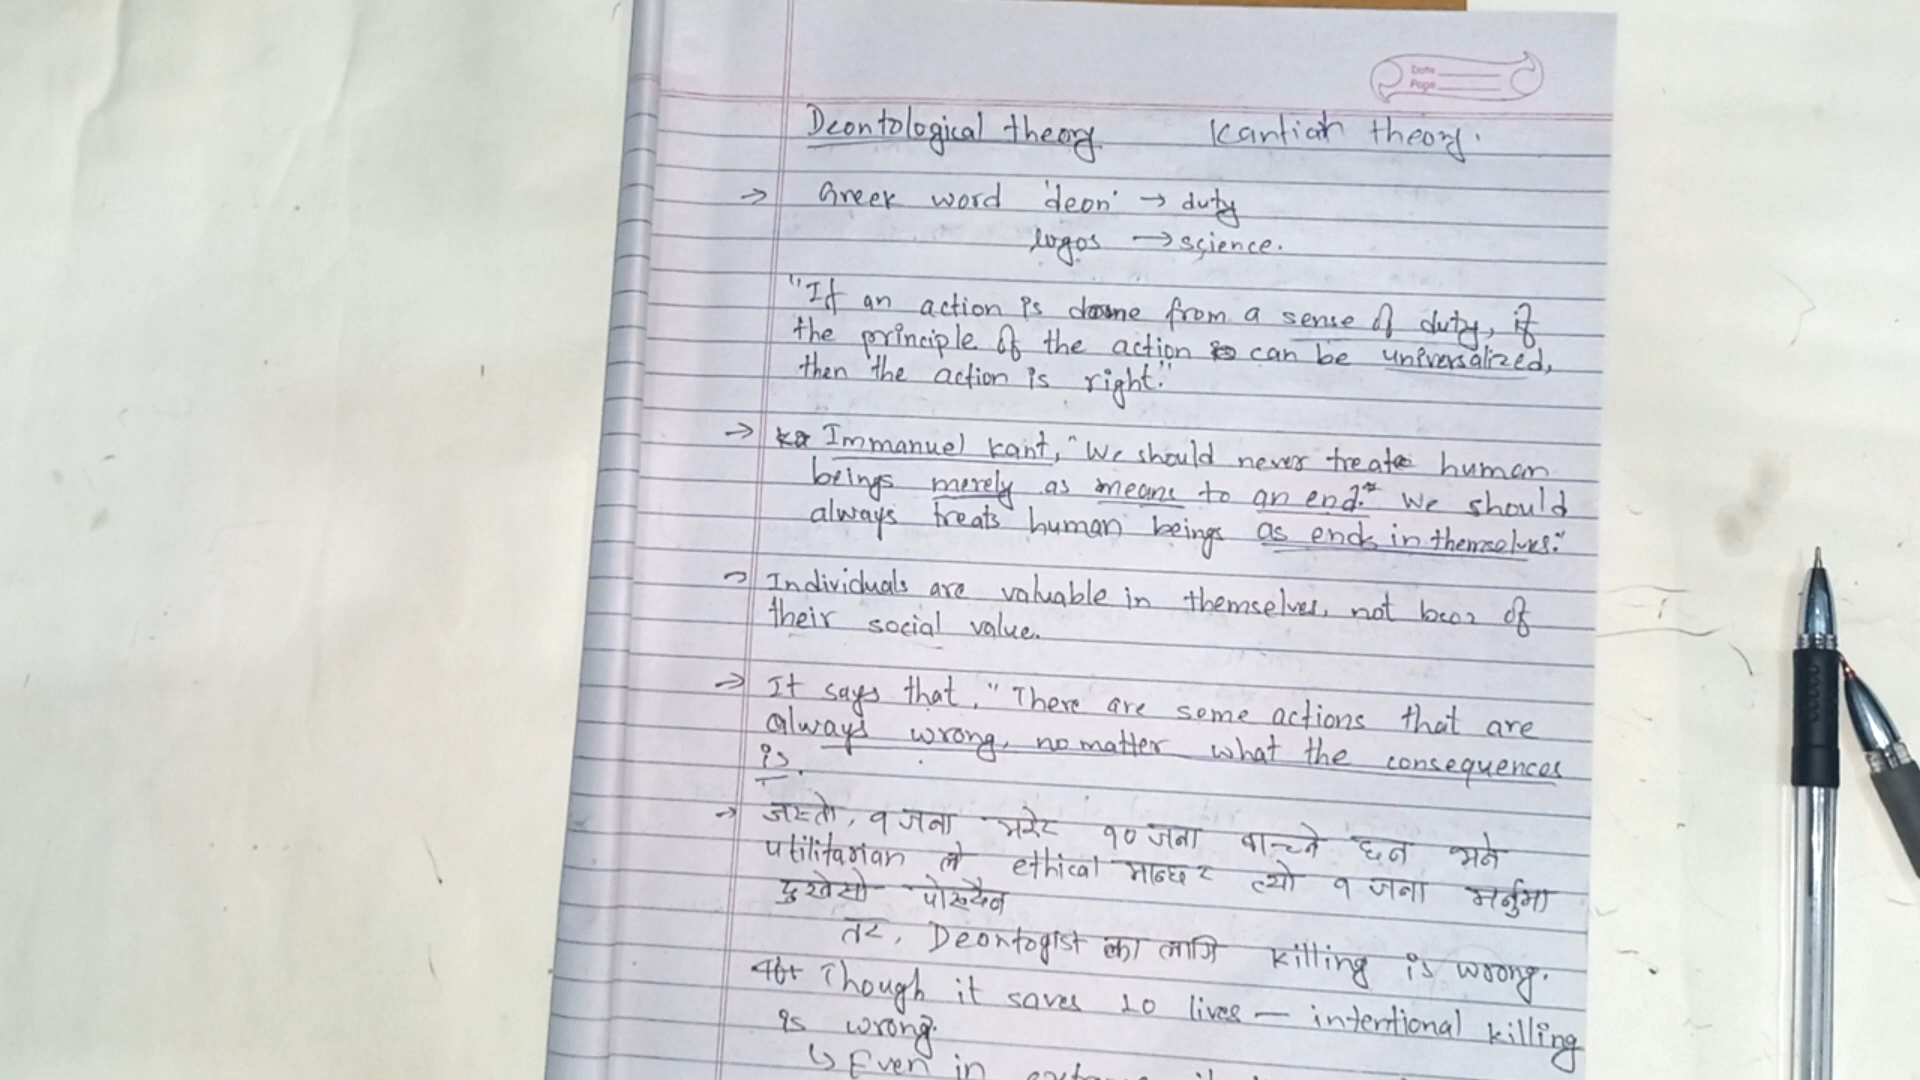 Date
Page
Deontological theory Kantian theory.
→ Greek word 'deon' → duty
logos → science.
"If an action is done from a sense of duty, if
the principle of the action can be universalized,
then the action is right."
→ Immanuel Kant, "We should never treat human
beings merely as means to an end." We should
always treats human beings as ends in themselves."
→ Individuals are valuable in themselves, not becoz of
their social value.
→ It says that, "There are some actions that are
always wrong, no matter what the consequences
is.
→ जस्तो, १ जना मरेर १० जना बाच्ने छन भने
utilitarian ले ethical मान्छ र त्यो १ जना मर्नुमा
तर, Deontogist का लागि killing is wrong.
Though it saves 10 lives — intentional killing
is wrong.
↳ Even in